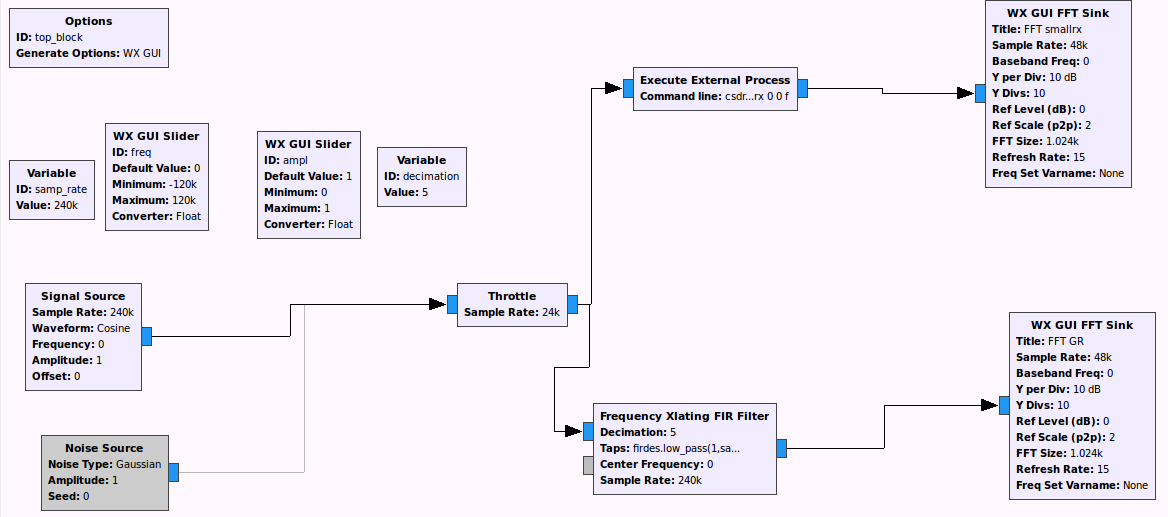 Options
ID: top_block
Generate Options: WX GUI
Variable
ID: samp_rate
Value: 240k
WX GUI Slider
ID: freq
Default Value: 0
Minimum: -120k
Maximum: 120k
Converter: Float
WX GUI Slider
ID: ampl
Default Value: 1
Minimum: 0
Maximum: 1
Converter: Float
Variable
ID: decimation
Value: 5
Execute External Process
Command line: csdr...rx 0 0 f
WX GUI FFT Sink
Title: FFT smallrx
Sample Rate: 48k
Baseband Freq: 0
Y per Div: 10 dB
Y Divs: 10
Ref Level (dB): 0
Ref Scale (p2p): 2
FFT Size: 1.024k
Refresh Rate: 15
Freq Set Varname: None
Signal Source
Sample Rate: 240k
Waveform: Cosine
Frequency: 0
Amplitude: 1
Offset: 0
Throttle
Sample Rate: 24k
Noise Source
Noise Type: Gaussian
Amplitude: 1
Seed: 0
Frequency Xlating FIR Filter
Decimation: 5
Taps: firdes.low_pass(1,sa...
Center Frequency: 0
Sample Rate: 240k
WX GUI FFT Sink
Title: FFT GR
Sample Rate: 48k
Baseband Freq: 0
Y per Div: 10 dB
Y Divs: 10
Ref Level (dB): 0
Ref Scale (p2p): 2
FFT Size: 1.024k
Refresh Rate: 15
Freq Set Varname: None